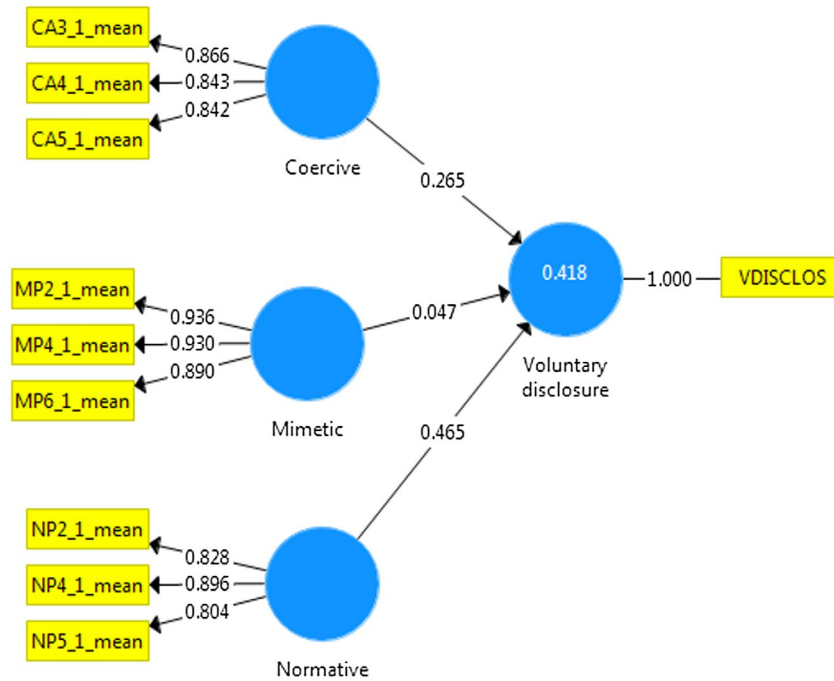 CA3_1_mean
0.866
CA4_1_mean
0.843
CA5_1_mean
0.842
Coercive
0.265
MP2_1_mean
0.936
MP4_1_mean
0.930
MP6_1_mean
0.890
Mimetic
0.047
0.418
1.000
VDISCLOS
Voluntary
disclosure
0.465
NP2_1_mean
0.828
NP4_1_mean
0.896
NP5_1_mean
0.804
Normative